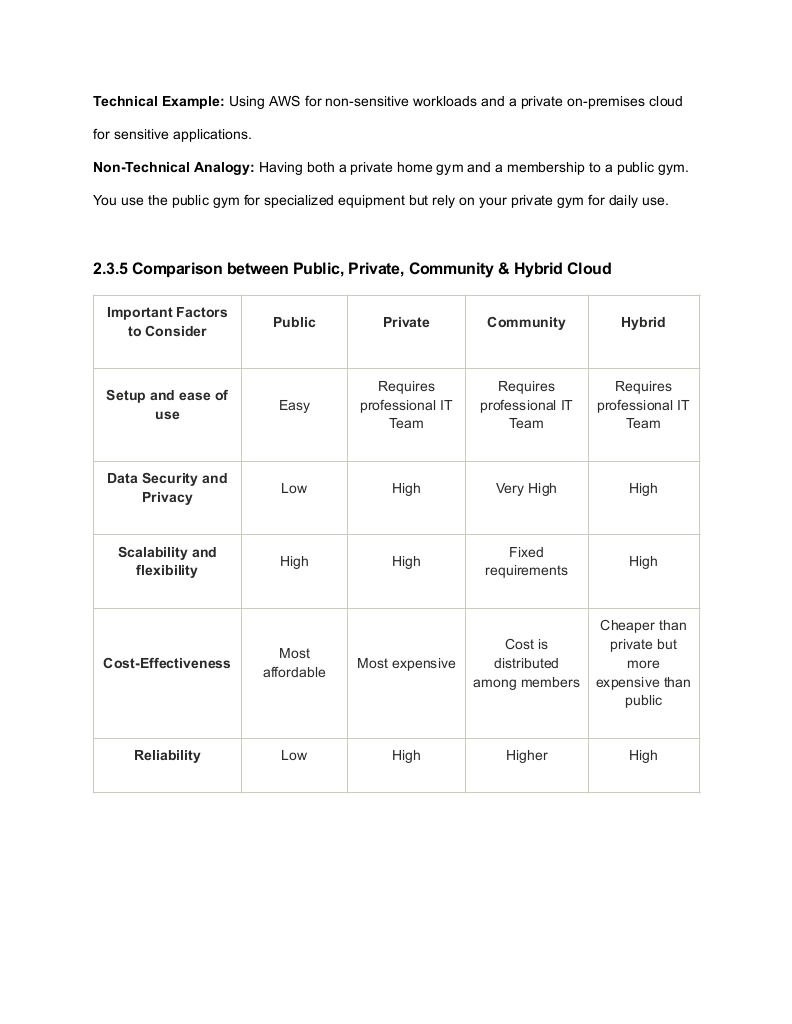 Technical Example: Using AWS for non-sensitive workloads and a private on-premises cloud
for sensitive applications.
Non-Technical Analogy: Having both a private home gym and a membership to a public gym.
You use the public gym for specialized equipment but rely on your private gym for daily use.
2.3.5 Comparison between Public, Private, Community & Hybrid Cloud
Important Factors
to Consider
Public
Private
Community
Hybrid
Setup and ease of
use
Easy
Requires
professional IT
Team
Requires
professional IT
Team
Requires
professional IT
Team
Data Security and
Privacy
Low
High
Very High
High
Scalability and
flexibility
High
High
Fixed
requirements
High
Cost-Effectiveness
Most
affordable
Most expensive
Cost is
distributed
among members
Cheaper than
private but
more
expensive than
public
Reliability
Low
High
Higher
High